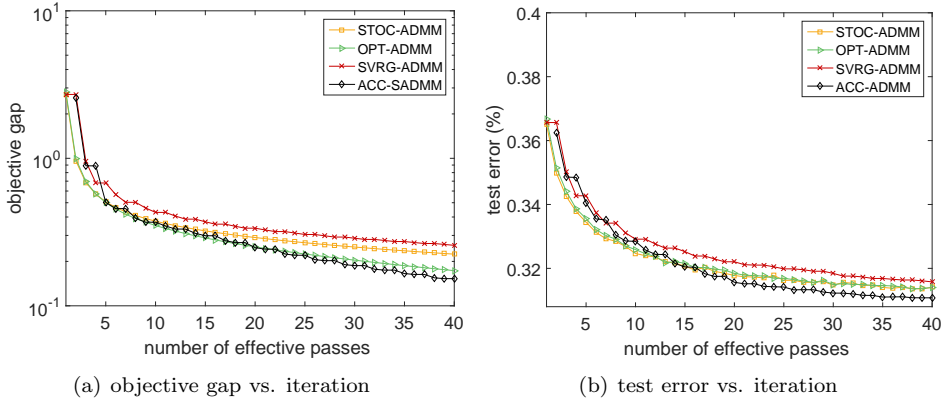 10^1
10^0
10^-1
objective gap
5 10 15 20 25 30 35 40
number of effective passes
STOC-ADMM
OPT-ADMM
SVRG-ADMM
ACC-SADMM
(a) objective gap vs. iteration
0.4
0.38
0.36
0.34
0.32
test error (%)
5 10 15 20 25 30 35 40
number of effective passes
STOC-ADMM
OPT-ADMM
SVRG-ADMM
ACC-ADMM
(b) test error vs. iteration